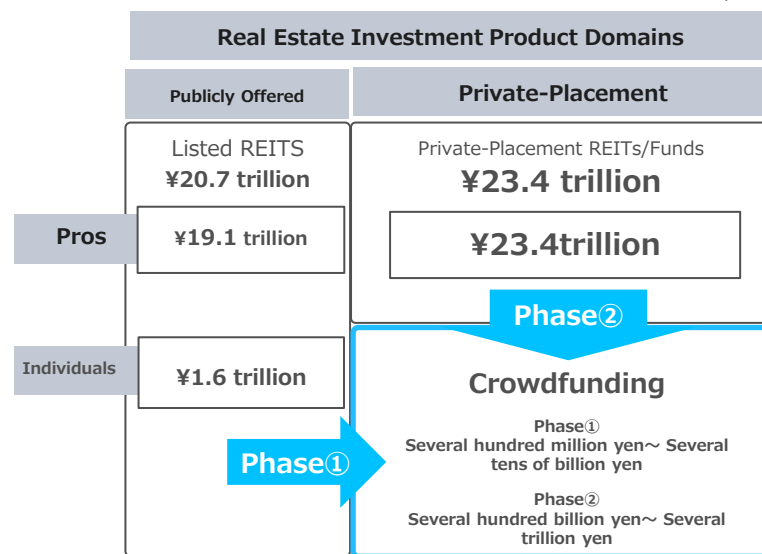 Real Estate Investment Product Domains
Publicly Offered
Private-Placement
Listed REITS
¥20.7 trillion
Private-Placement REITs/Funds
¥23.4 trillion
Pros
¥19.1 trillion
¥23.4trillion
Phase②
Individuals
¥1.6 trillion
Crowdfunding
Phase①
Phase①
Several hundred million yen～ Several
tens of billion yen
Phase②
Several hundred billion yen～ Several
trillion yen